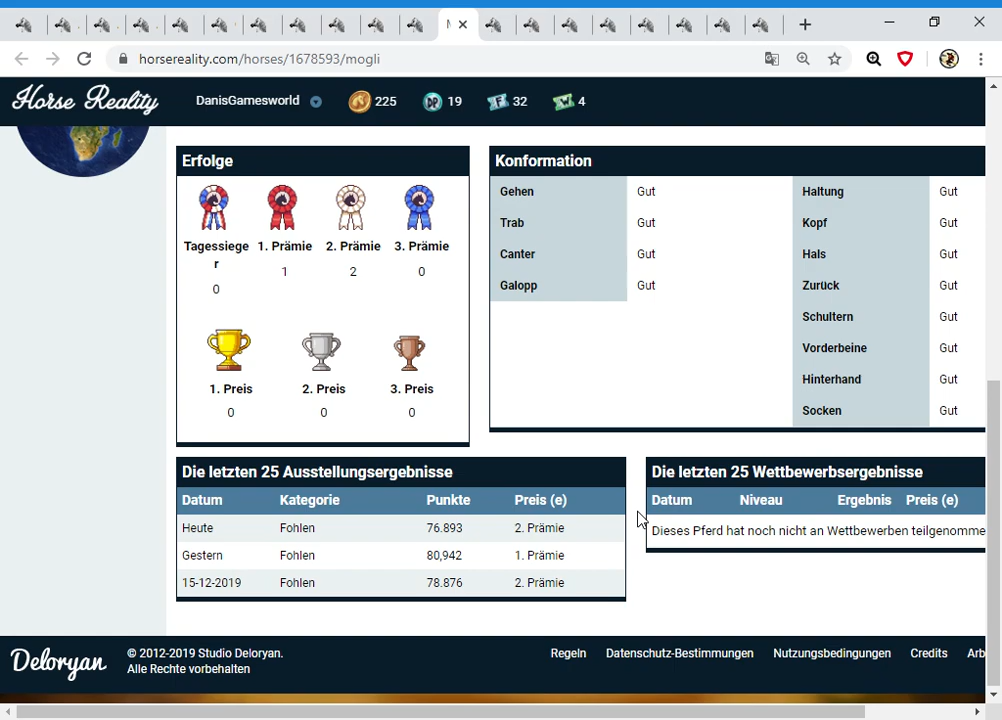 M
horsereality.com/horses/1678593/mogli
Horse Reality
DanisGamesworld
225
DP 19
32
4
Erfolge
Tagessiege
r
0
1. Prämie
1
2. Prämie
2
3. Prämie
0
1. Preis
0
2. Preis
0
3. Preis
0
Konformation
Gehen Gut
Trab Gut
Canter Gut
Galopp Gut
Haltung Gut
Kopf Gut
Hals Gut
Zurück Gut
Schultern Gut
Vorderbeine Gut
Hinterhand Gut
Socken Gut
Die letzten 25 Ausstellungsergebnisse
Datum Kategorie Punkte Preis (e)
Heute Fohlen 76.893 2. Prämie
Gestern Fohlen 80,942 1. Prämie
15-12-2019 Fohlen 78.876 2. Prämie
Die letzten 25 Wettbewerbsergebnisse
Datum Niveau Ergebnis Preis (e)
Dieses Pferd hat noch nicht an Wettbewerben teilgenomme
Deloryan
© 2012-2019 Studio Deloryan.
Alle Rechte vorbehalten
Regeln Datenschutz-Bestimmungen Nutzungsbedingungen Credits Arb